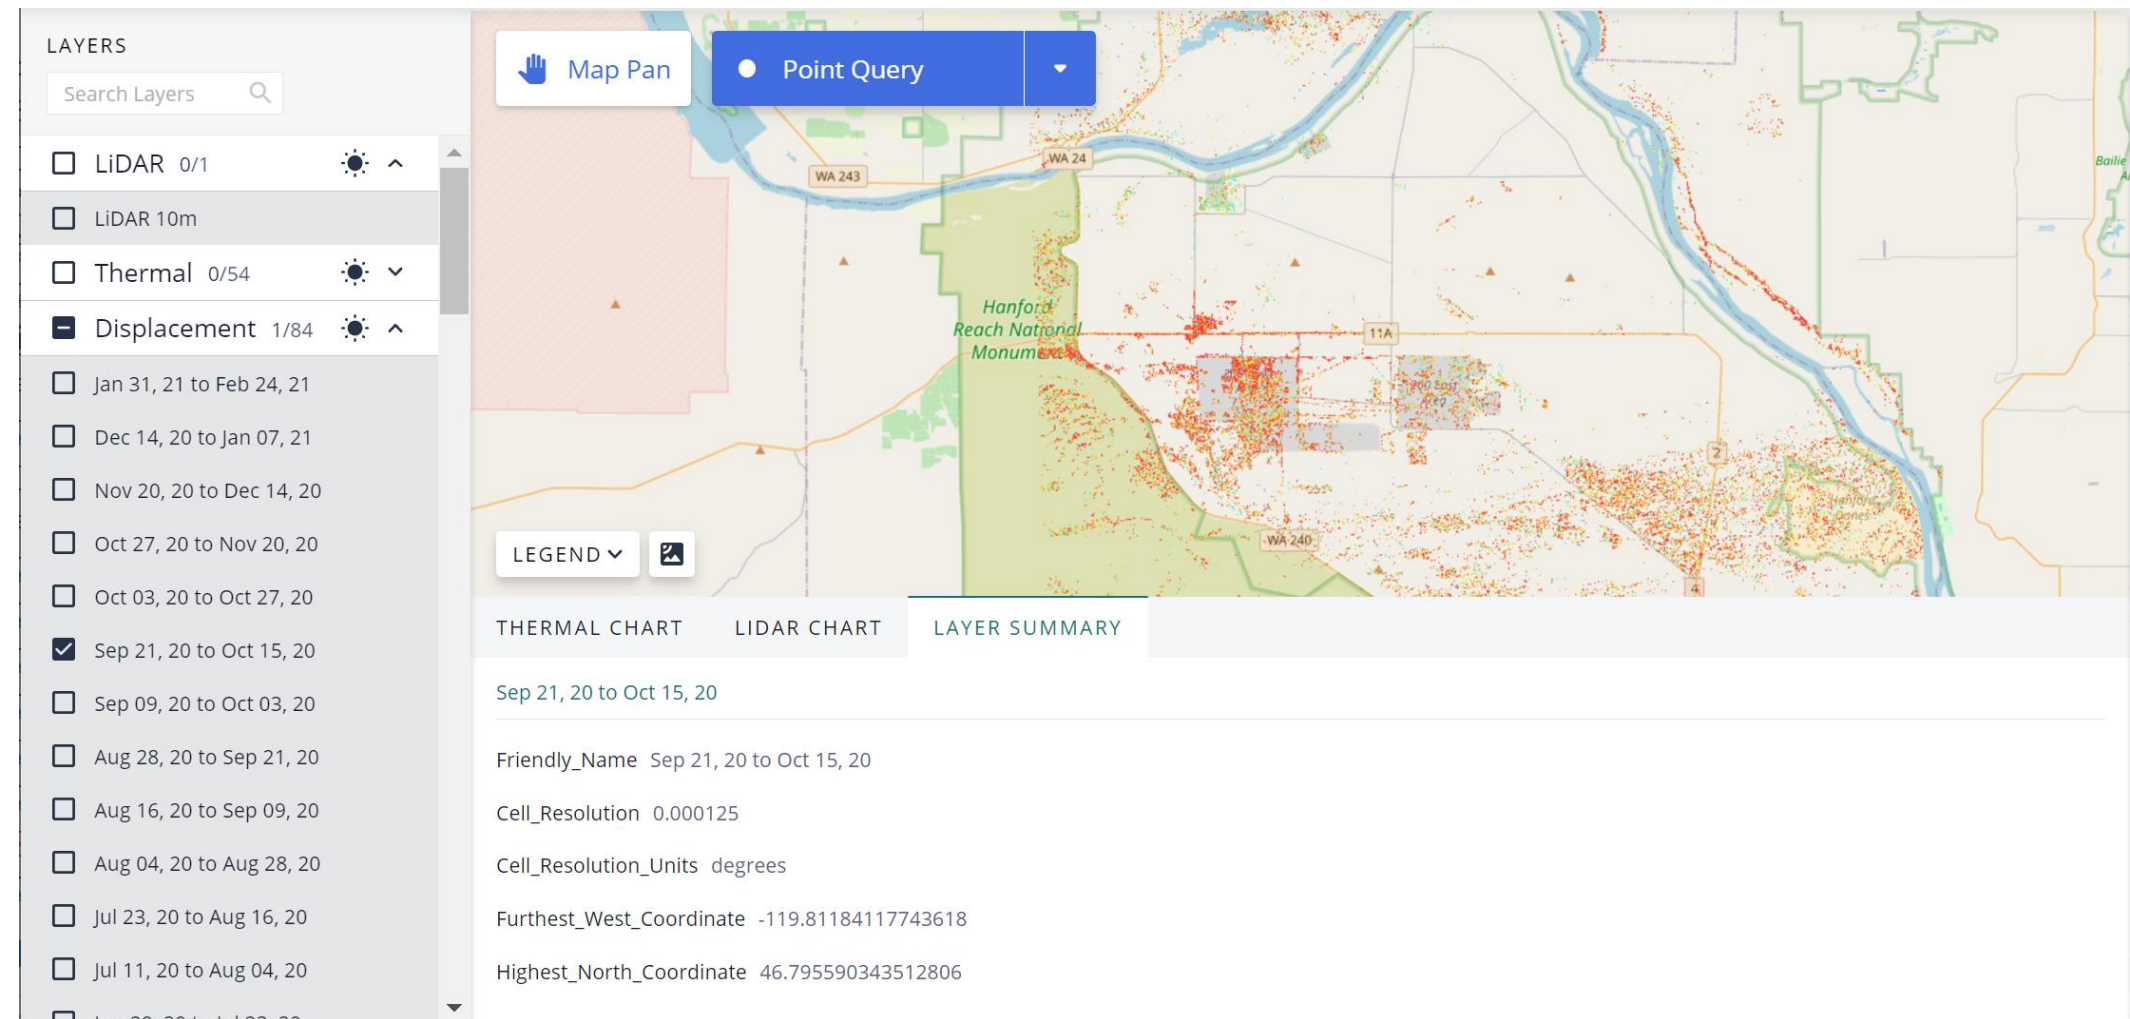 LAYERS
Search Layers
LiDAR 0/1
LiDAR 10m
Thermal 0/54
Displacement 1/84
Jan 31, 21 to Feb 24, 21
Dec 14, 20 to Jan 07, 21
Nov 20, 20 to Dec 14, 20
Oct 27, 20 to Nov 20, 20
Oct 03, 20 to Oct 27, 20
Sep 21, 20 to Oct 15, 20
Sep 09, 20 to Oct 03, 20
Aug 28, 20 to Sep 21, 20
Aug 16, 20 to Sep 09, 20
Aug 04, 20 to Aug 28, 20
Jul 23, 20 to Aug 16, 20
Jul 11, 20 to Aug 04, 20
Map Pan
Point Query
WA 24
WA 243
Bailie
Hanford
Reach National
Monument
11A
200 East
Area
2
WA 240
4
LEGEND
THERMAL CHART LIDAR CHART LAYER SUMMARY
Sep 21, 20 to Oct 15, 20
Friendly_Name Sep 21, 20 to Oct 15, 20
Cell_Resolution 0.000125
Cell_Resolution_Units degrees
Furthest_West_Coordinate -119.81184117743618
Highest_North_Coordinate 46.795590343512806